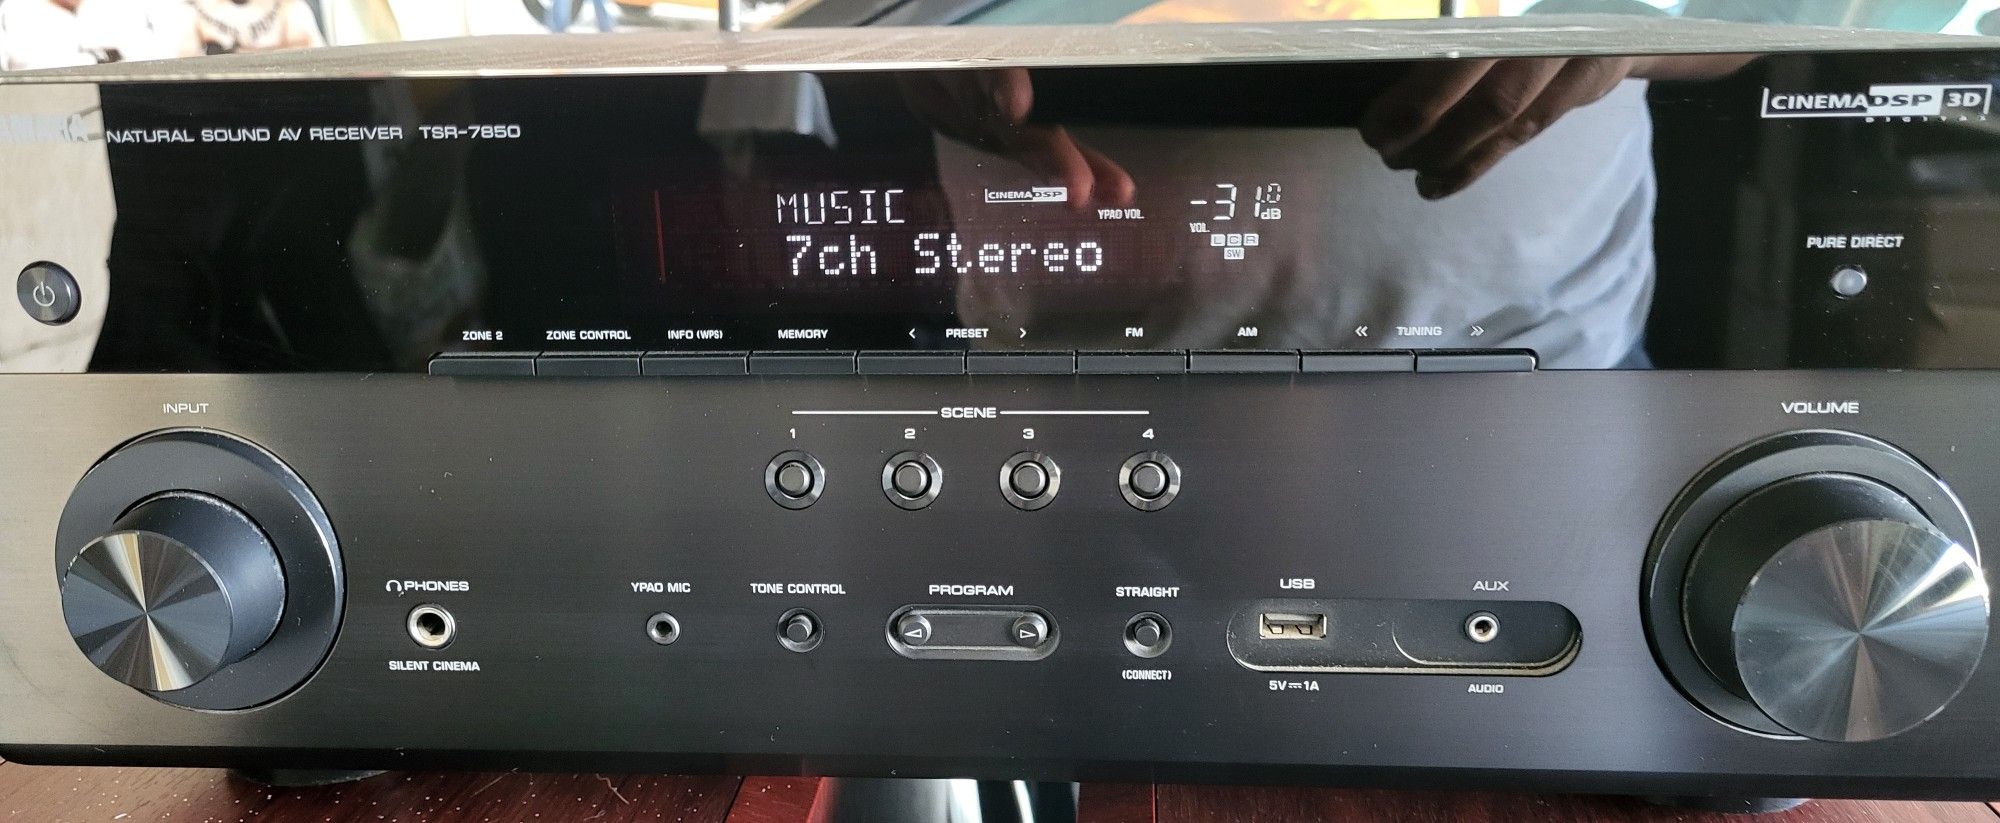 NATURAL SOUND AV RECEIVER TSR-7850
CINEMA DSP 3D
DIGITAL
MUSIC
CINEMA DSP
YPAO VOL.
VOL.
-31.0
dB
L C R
SW
7ch Stereo
PURE DIRECT
ZONE 2
ZONE CONTROL
INFO (WPS)
MEMORY
< PRESET >
FM
AM
<< TUNING >>
INPUT
SCENE
1 2 3 4
VOLUME
PHONES
SILENT CINEMA
YPAO MIC
TONE CONTROL
PROGRAM
STRAIGHT
(CONNECT)
USB
5V⎓1A
AUX
AUDIO